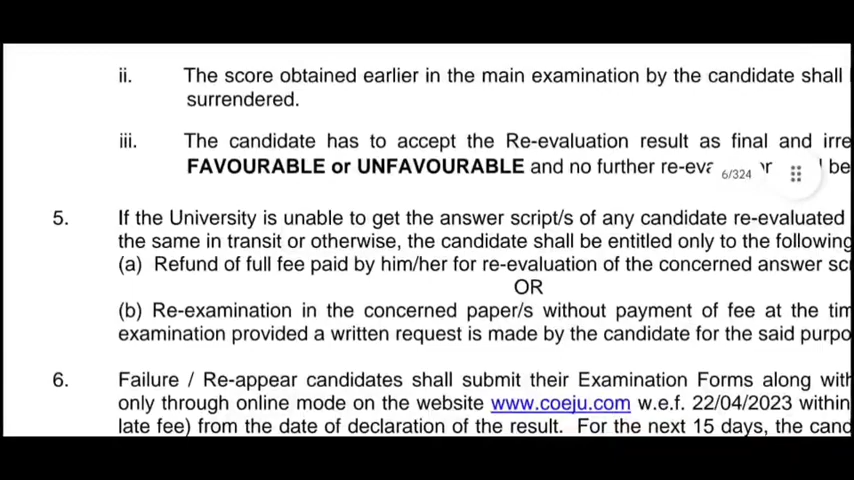 ii. The score obtained earlier in the main examination by the candidate shall
surrendered.
iii. The candidate has to accept the Re-evaluation result as final and irre
FAVOURABLE or UNFAVOURABLE and no further re-eva be
6/324
5. If the University is unable to get the answer script/s of any candidate re-evaluated
the same in transit or otherwise, the candidate shall be entitled only to the following
(a) Refund of full fee paid by him/her for re-evaluation of the concerned answer sc
OR
(b) Re-examination in the concerned paper/s without payment of fee at the tim
examination provided a written request is made by the candidate for the said purpo
6. Failure / Re-appear candidates shall submit their Examination Forms along with
only through online mode on the website www.coeju.com w.e.f. 22/04/2023 within
late fee) from the date of declaration of the result. For the next 15 days, the cand